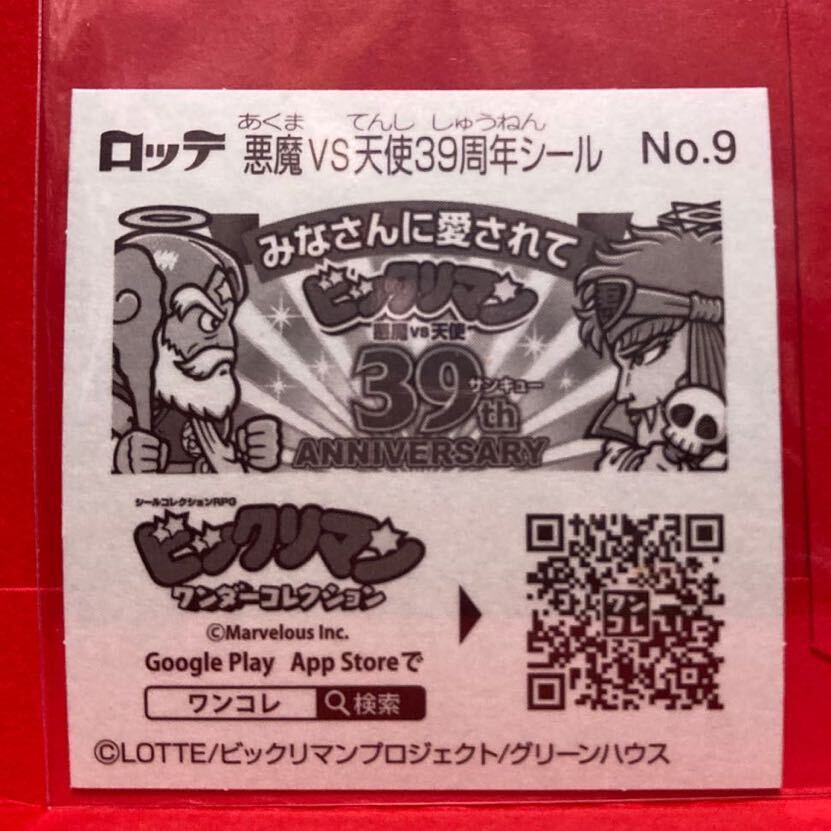 あくま てんし しゅうねん
ロッテ 悪魔VS天使39周年シール No.9
みなさんに愛されて
ビックリマン
悪魔VS天使
39th
サンキュー
ANNIVERSARY
シールコレクションRPG
ビックリマン
ワンダーコレクション
©Marvelous Inc.
Google Play App Storeで
ワンコレ 検索
ワン
コレ
©LOTTE/ビックリマンプロジェクト/グリーンハウス